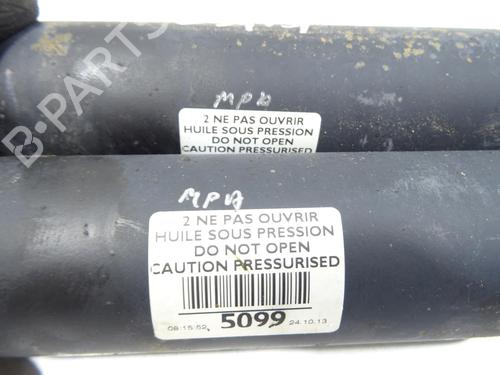 MPA
2 NE PAS OUVRIR
HUILE SOUS PRESSION
DO NOT OPEN
CAUTION PRESSURISED
MPA
2 NE PAS OUVRIR
HUILE SOUS PRESSION
DO NOT OPEN
CAUTION PRESSURISED
08:15:52 5099 24.10.13
B-PARTS